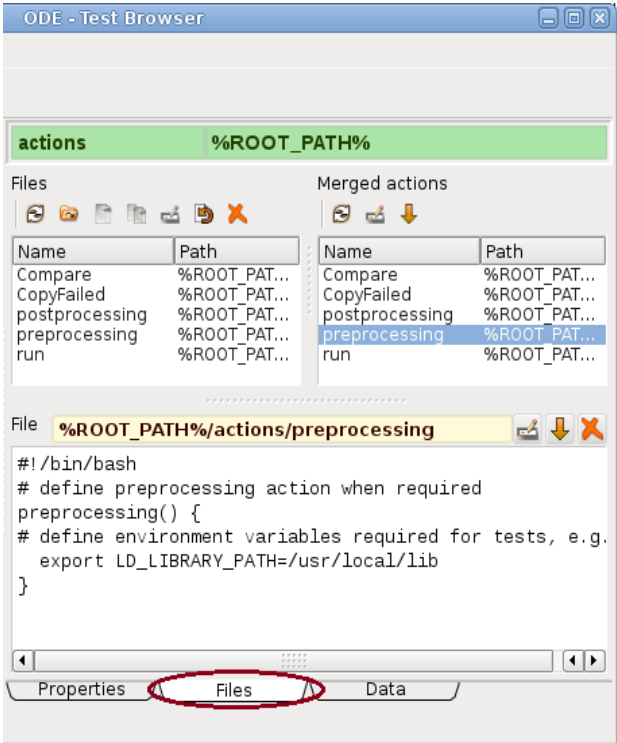 ODE - Test Browser
actions %ROOT_PATH%
Files Merged actions
Name Path Name Path
Compare %ROOT_PAT... Compare %ROOT_PAT...
CopyFailed %ROOT_PAT... CopyFailed %ROOT_PAT...
postprocessing %ROOT_PAT... postprocessing %ROOT_PAT...
preprocessing %ROOT_PAT... preprocessing %ROOT_PAT...
run %ROOT_PAT... run %ROOT_PAT...
File %ROOT_PATH%/actions/preprocessing
#!/bin/bash
# define preprocessing action when required
preprocessing() {
# define environment variables required for tests, e.g.
export LD_LIBRARY_PATH=/usr/local/lib
}
Properties Files Data